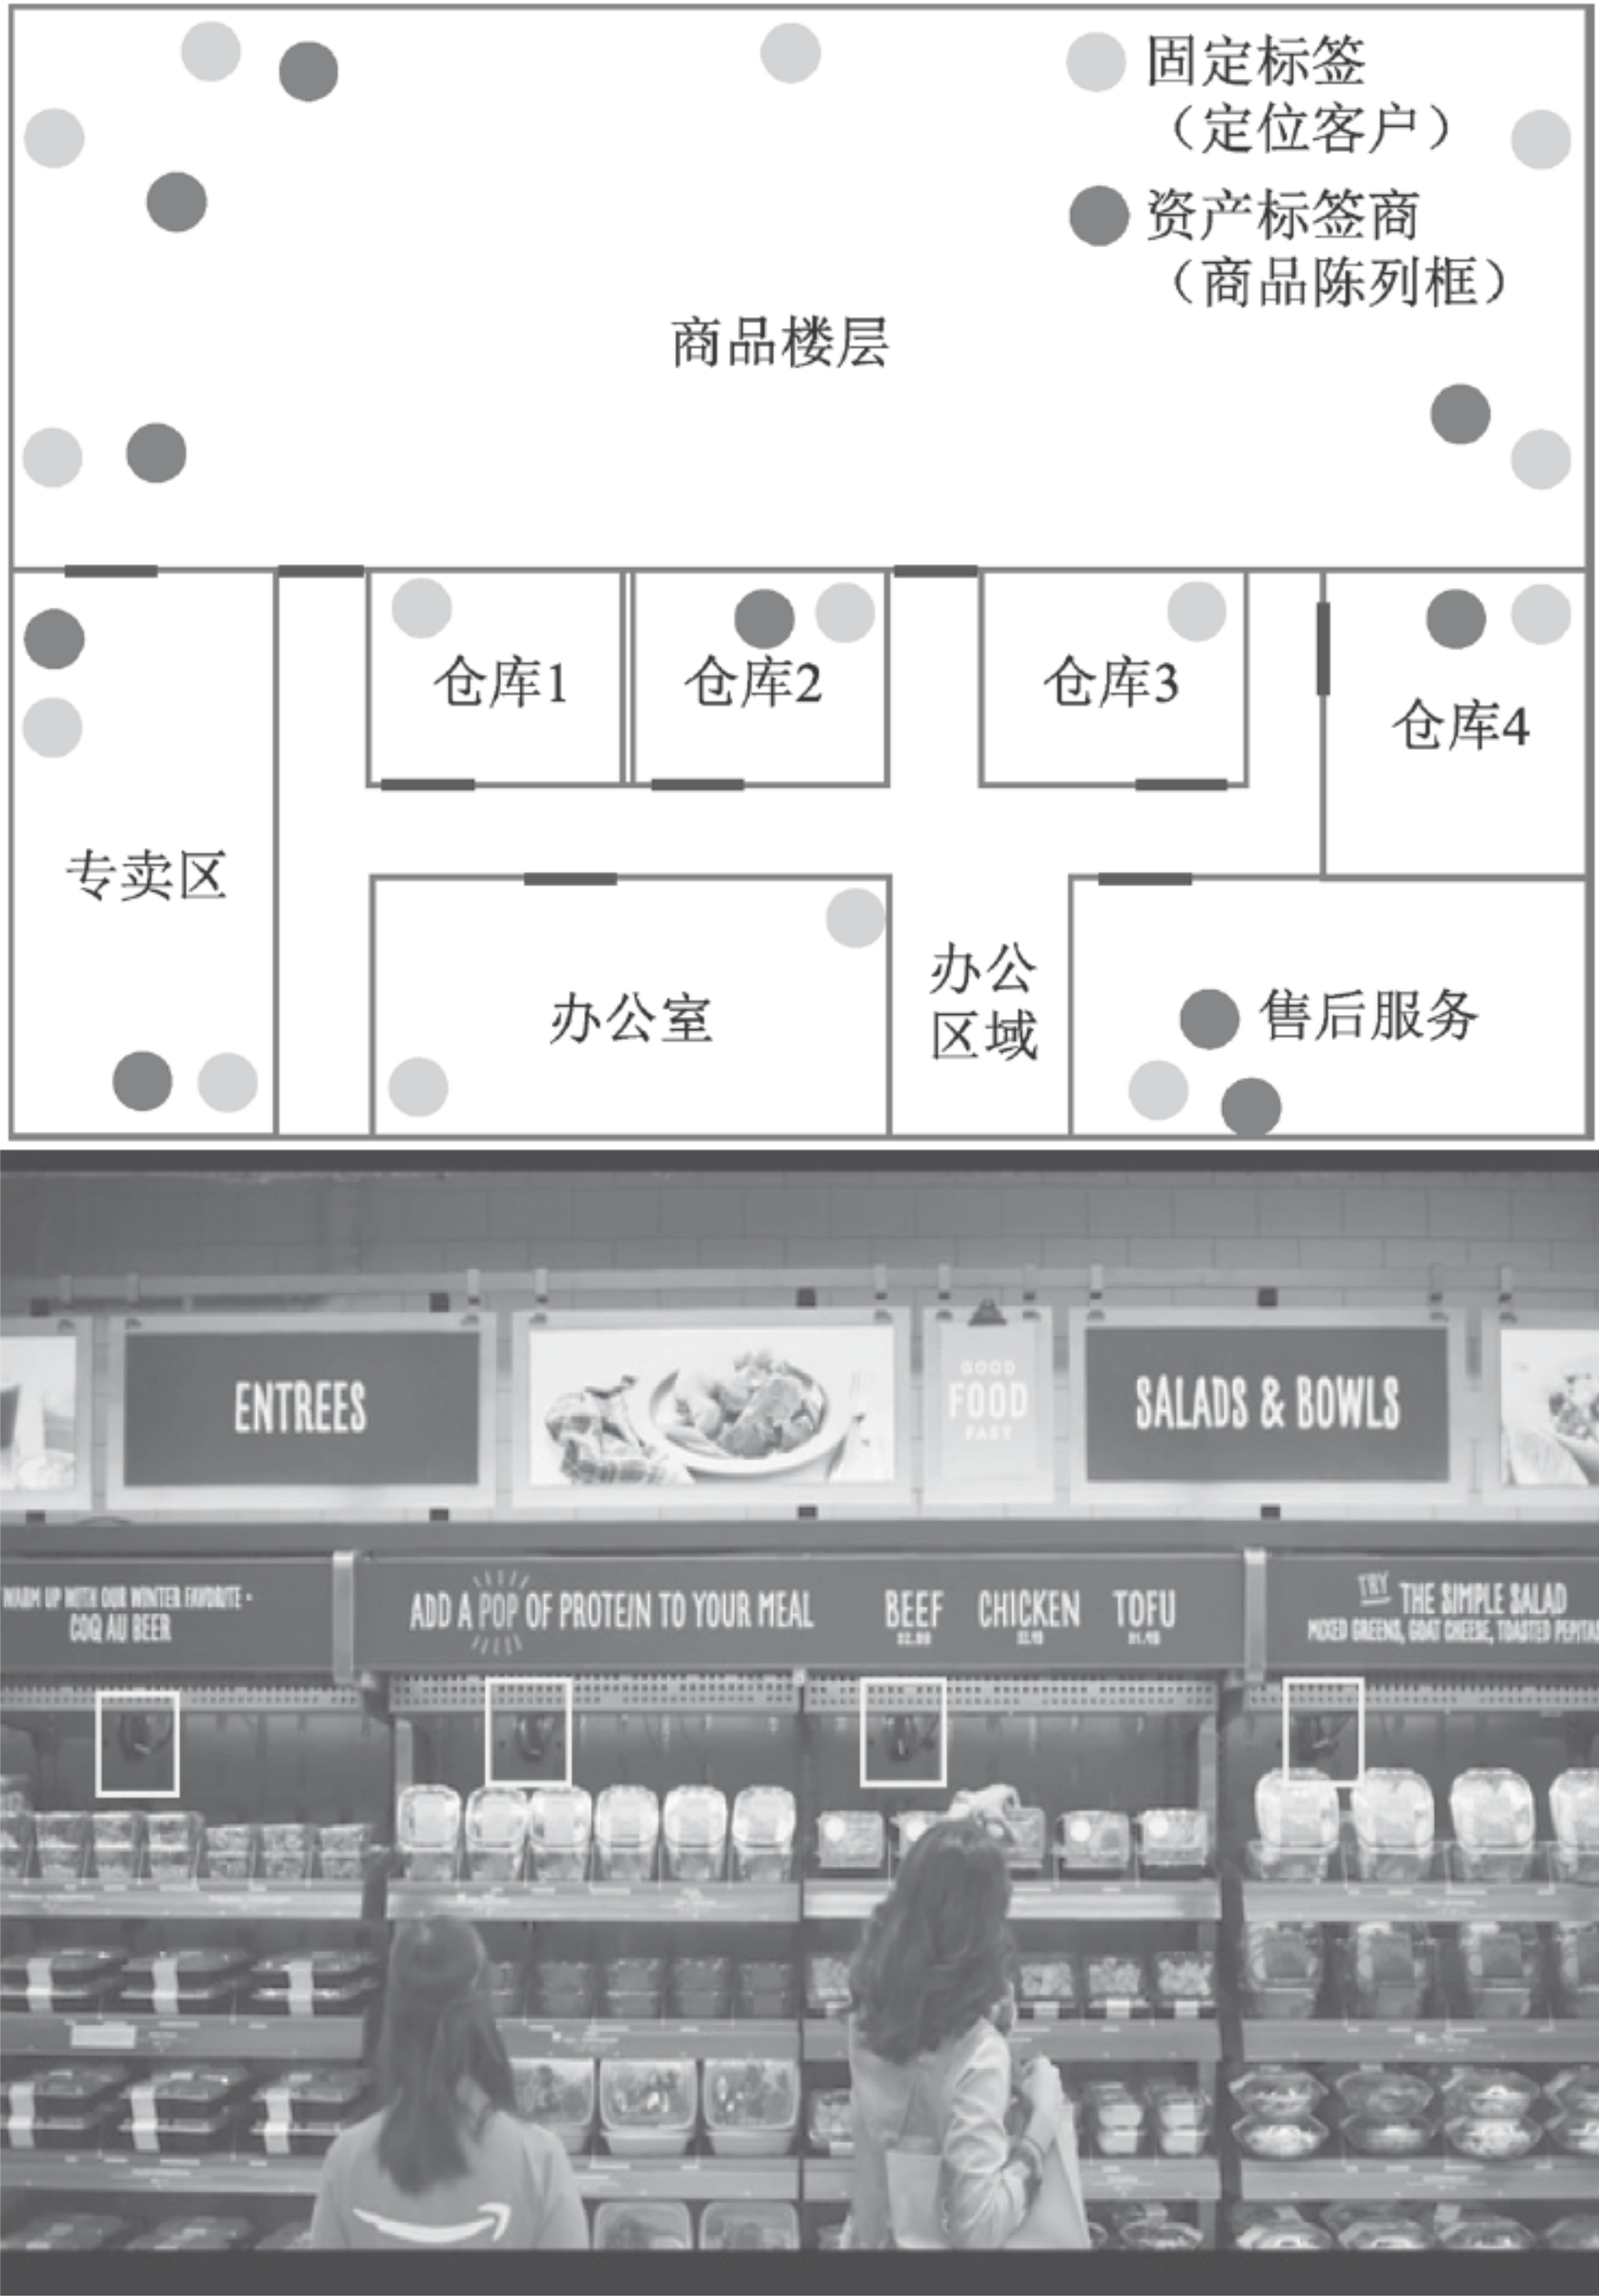 固定标签
（定位客户）
资产标签商
（商品陈列框）
商品楼层
仓库1
仓库2
仓库3
仓库4
专卖区
办公室
办公
区域
售后服务
ENTREES
GOOD
FOOD
FAST
SALADS & BOWLS
WARM UP WITH OUR WINTER FAVORITE -
COQ AU BEER
ADD A POP OF PROTEIN TO YOUR MEAL
BEEF
CHICKEN
TOFU
TRY THE SIMPLE SALAD
MIXED GREENS, GOAT CHEESE, TOASTED